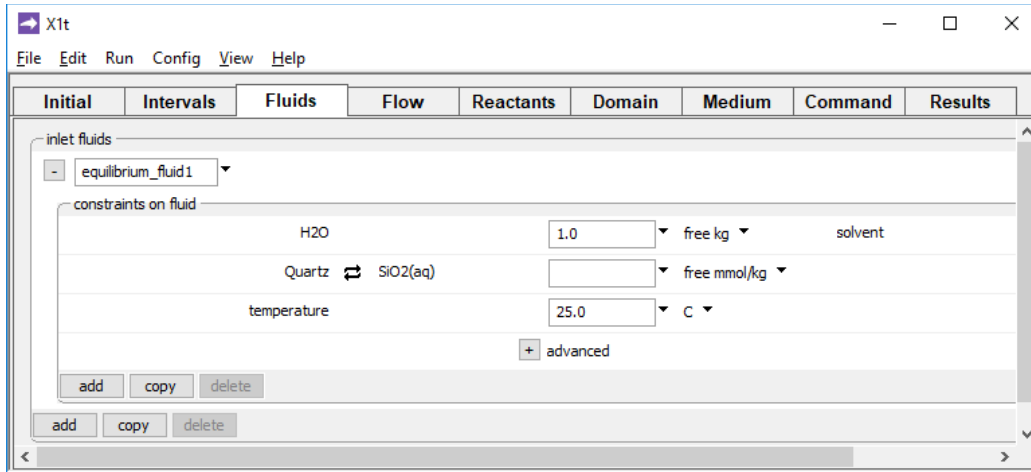 X1t
File Edit Run Config View Help
Initial Intervals Fluids Flow Reactants Domain Medium Command Results
inlet fluids
- equilibrium_fluid1
constraints on fluid
H2O 1.0 free kg solvent
Quartz SiO2(aq) free mmol/kg
temperature 25.0 C
+ advanced
add copy delete
add copy delete